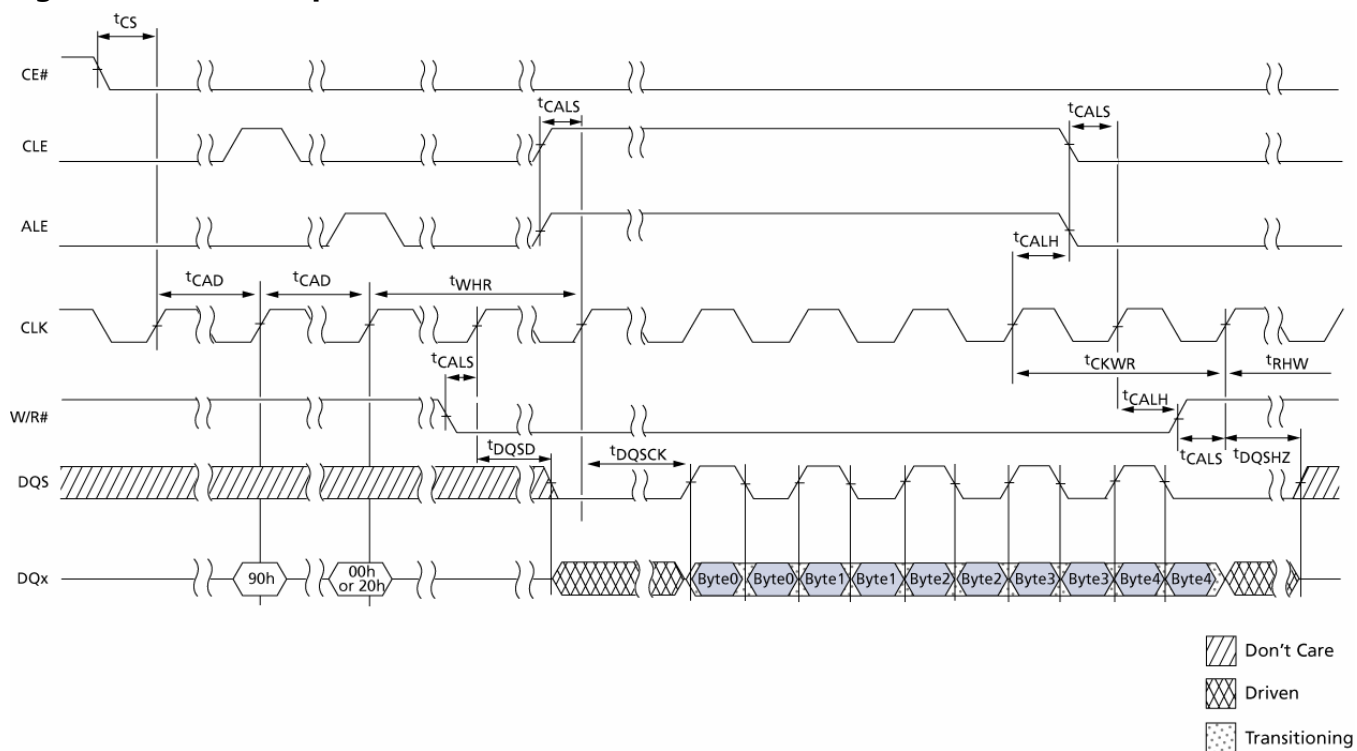 tCS
CE#
tCALS
tCALS
CLE
ALE
tCALH
tCAD
tCAD
tWHR
CLK
tCALS
tCKWR
tRHW
tCALH
W/R#
tDQSD
tDQSCK
tCALS
tDQSHZ
DQS
DQx
90h
00h
or 20h
Byte0 Byte0 Byte1 Byte1 Byte2 Byte2 Byte3 Byte3 Byte4 Byte4
Don't Care
Driven
Transitioning